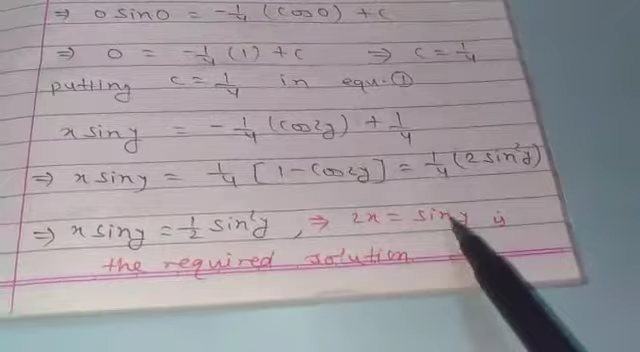 ⇒ 0 sin0 = -1/4 (cos0) + c
⇒ 0 = -1/4 (1) + c ⇒ c = 1/4
putting c = 1/4 in equ. ①
x siny = -1/4 (cos2y) + 1/4
⇒ x siny = 1/4 [1 - cos2y] = 1/4 (2 sin²y)
⇒ x siny = 1/2 sin²y, ⇒ 2x = siny is
the required solution